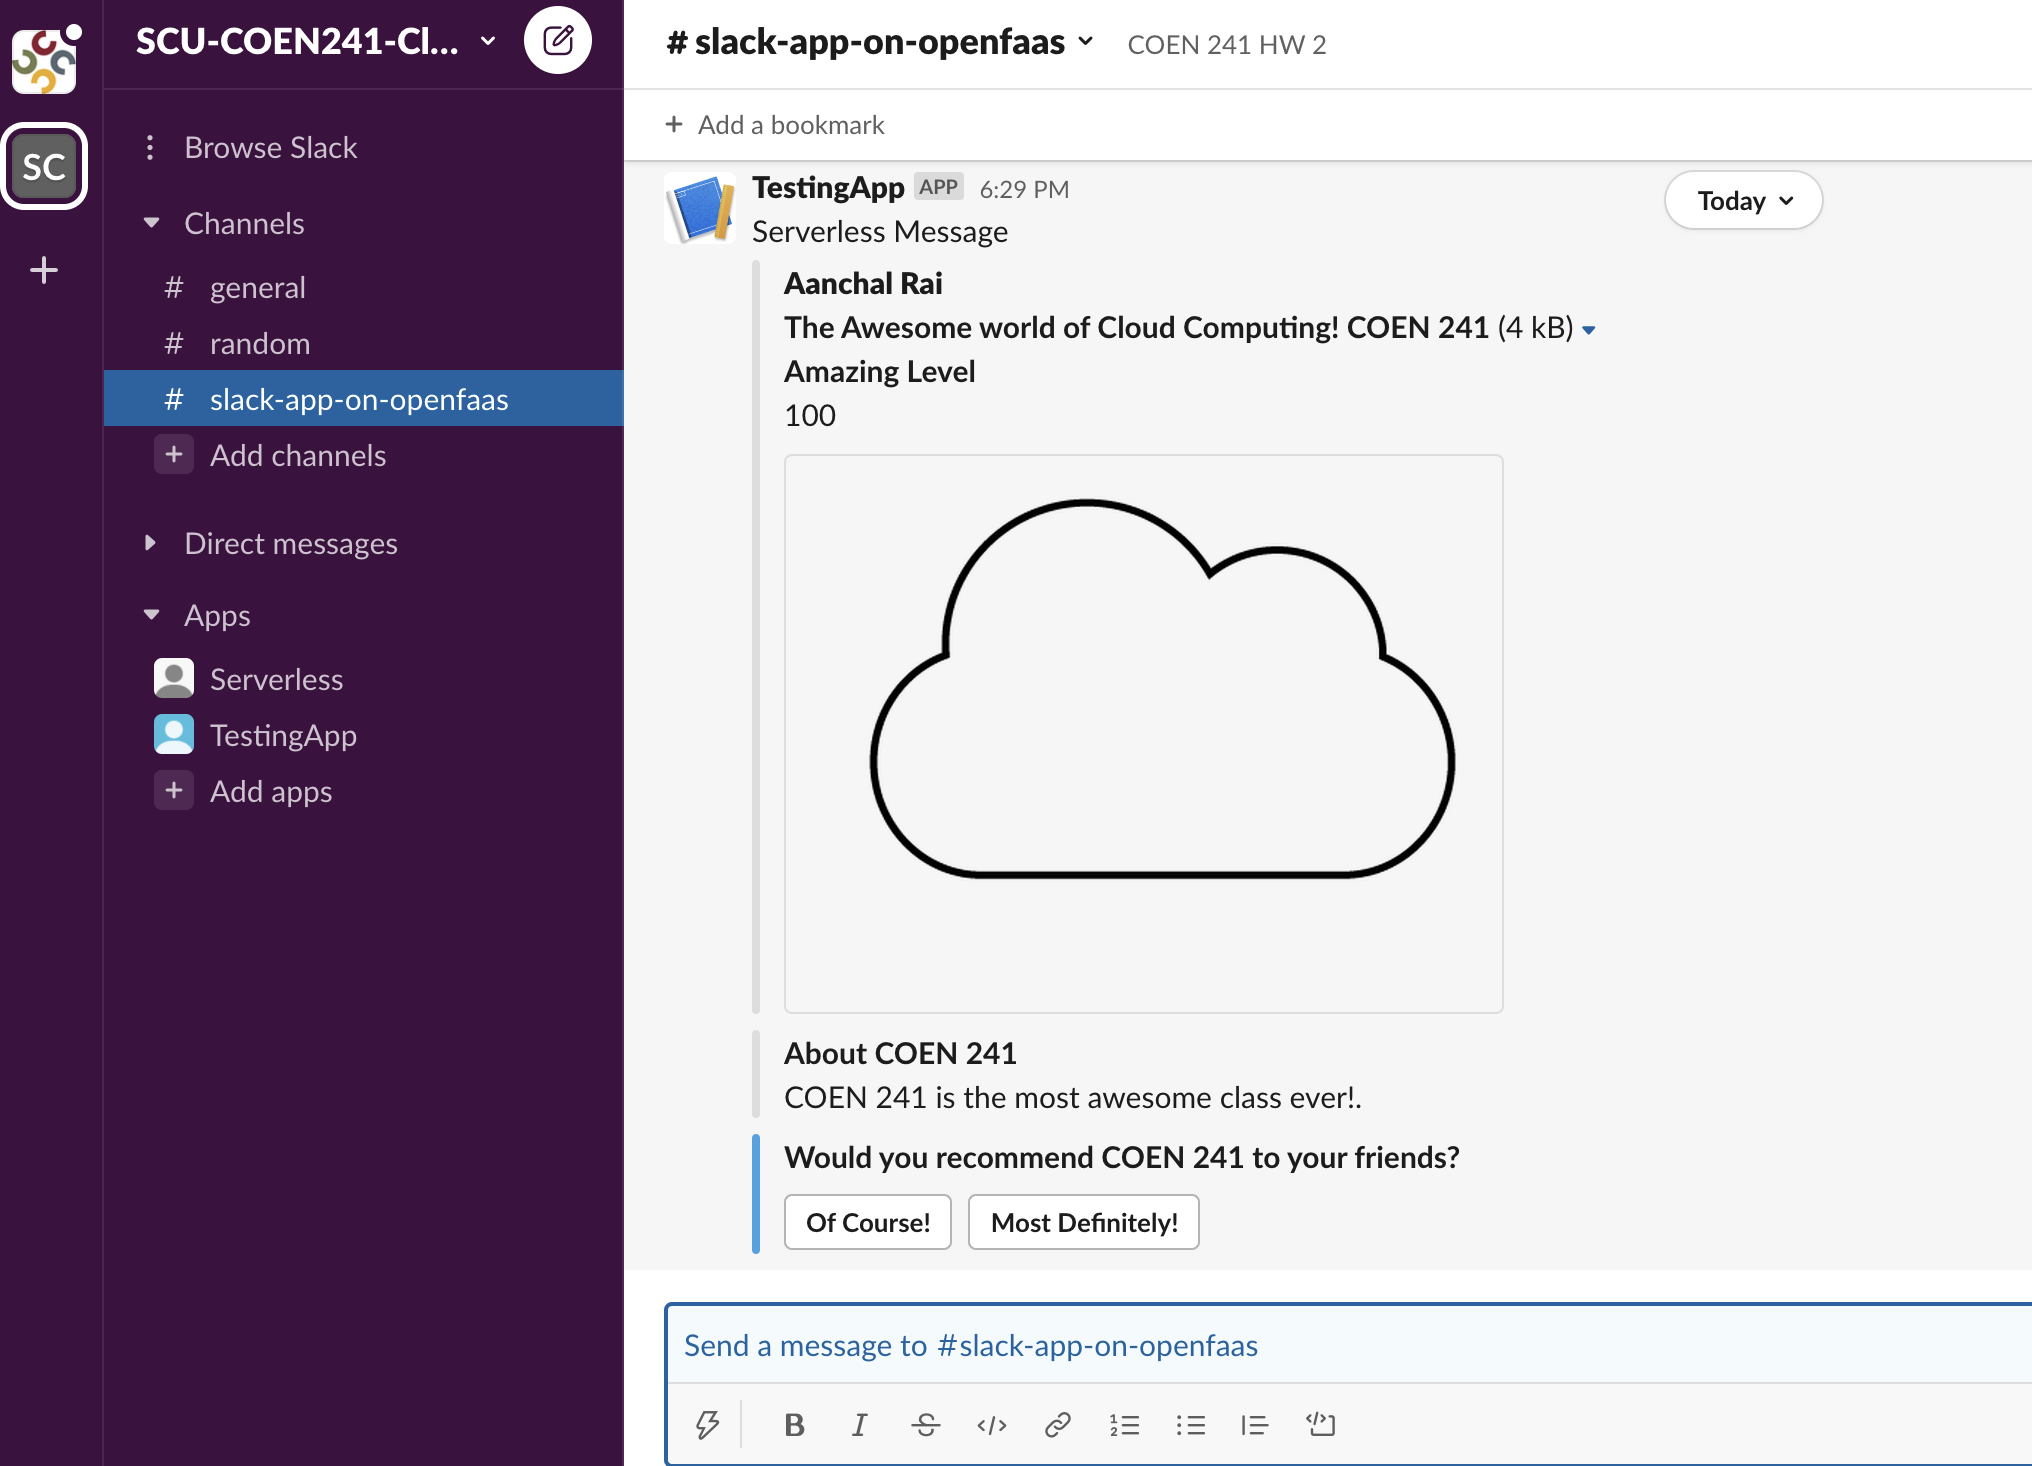 SCU-COEN241-Cl...
# slack-app-on-openfaas
COEN 241 HW 2
SC
Browse Slack
Channels
# general
# random
# slack-app-on-openfaas
+ Add channels
Direct messages
Apps
Serverless
TestingApp
+ Add apps
+ Add a bookmark
TestingApp APP 6:29 PM
Today
Serverless Message
Aanchal Rai
The Awesome world of Cloud Computing! COEN 241 (4 kB)
Amazing Level
100
About COEN 241
COEN 241 is the most awesome class ever!.
Would you recommend COEN 241 to your friends?
Of Course! Most Definitely!
Send a message to #slack-app-on-openfaas